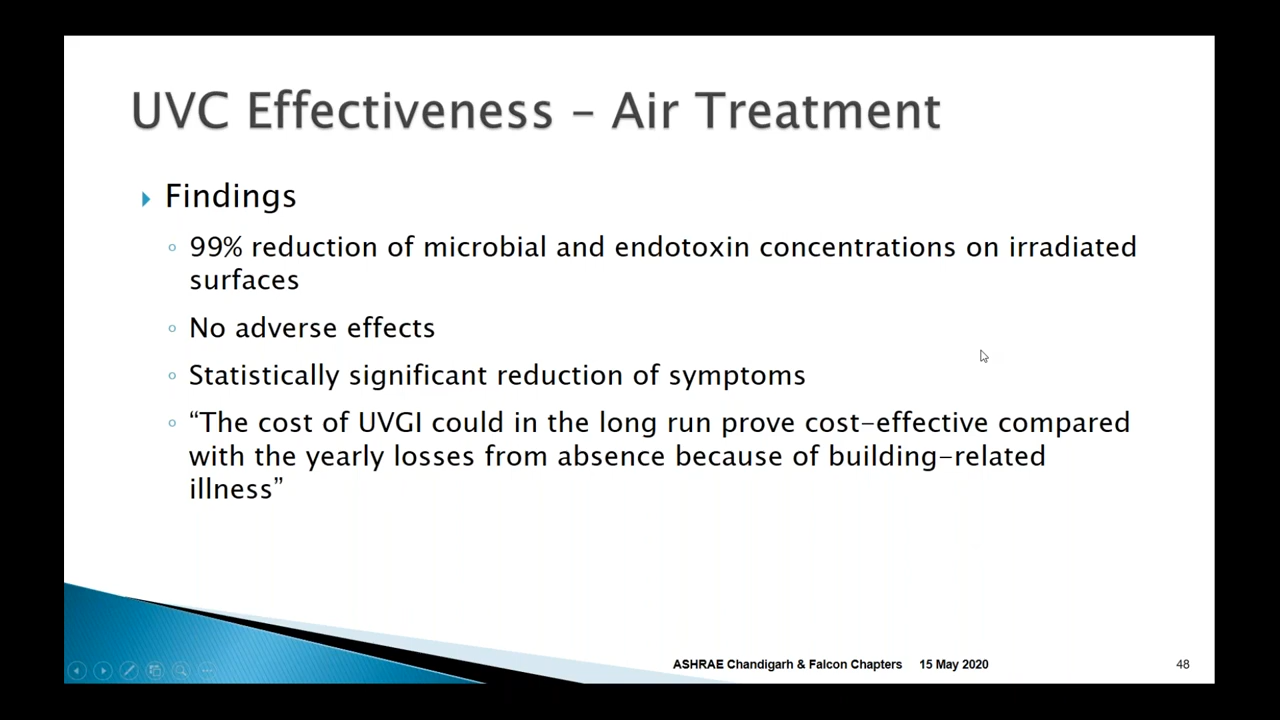 UVC Effectiveness – Air Treatment
Findings
99% reduction of microbial and endotoxin concentrations on irradiated
surfaces
No adverse effects
Statistically significant reduction of symptoms
“The cost of UVGI could in the long run prove cost–effective compared
with the yearly losses from absence because of building–related
illness”
ASHRAE Chandigarh & Falcon Chapters 15 May 2020 48